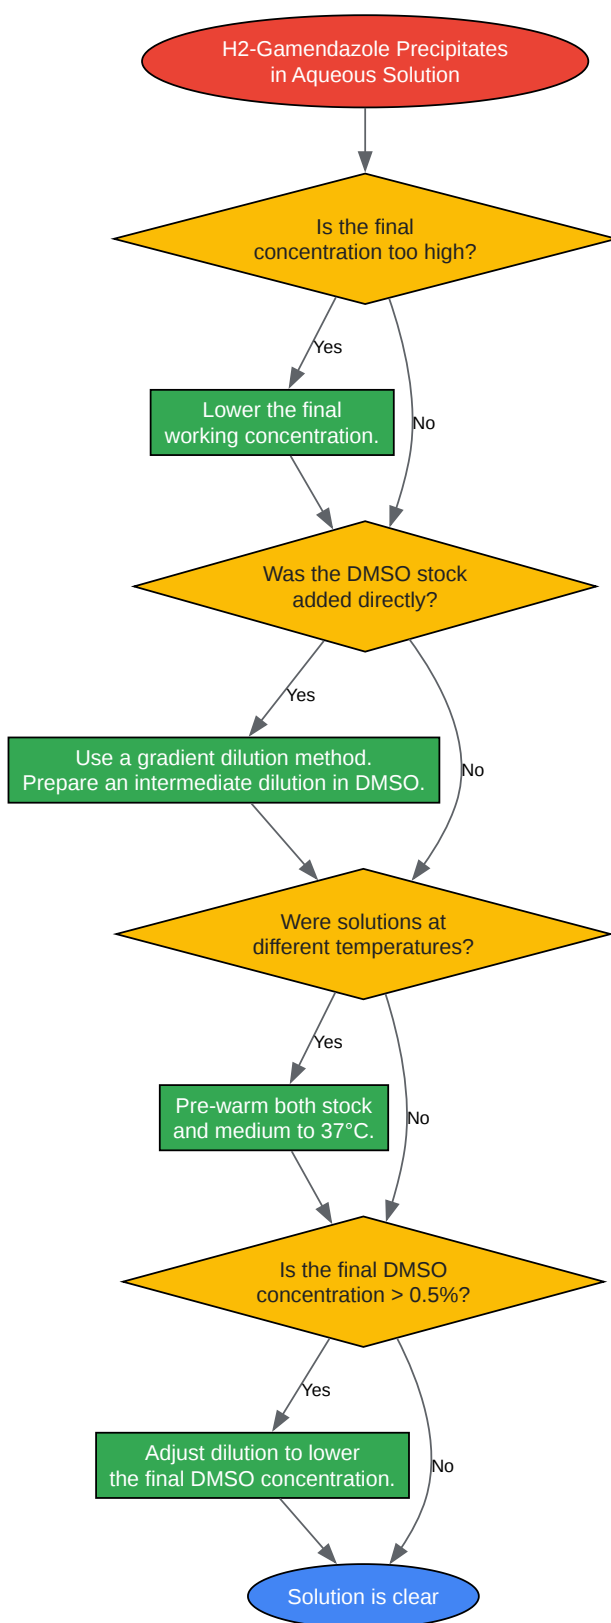 H2-Gamendazole Precipitates
in Aqueous Solution
Is the final
concentration too high?
Yes
Lower the final
working concentration.
No
Was the DMSO stock
added directly?
Yes
Use a gradient dilution method.
Prepare an intermediate dilution in DMSO.
No
Were solutions at
different temperatures?
Yes
Pre-warm both stock
and medium to 37°C.
No
Is the final DMSO
concentration > 0.5%?
Yes
Adjust dilution to lower
the final DMSO concentration.
No
Solution is clear